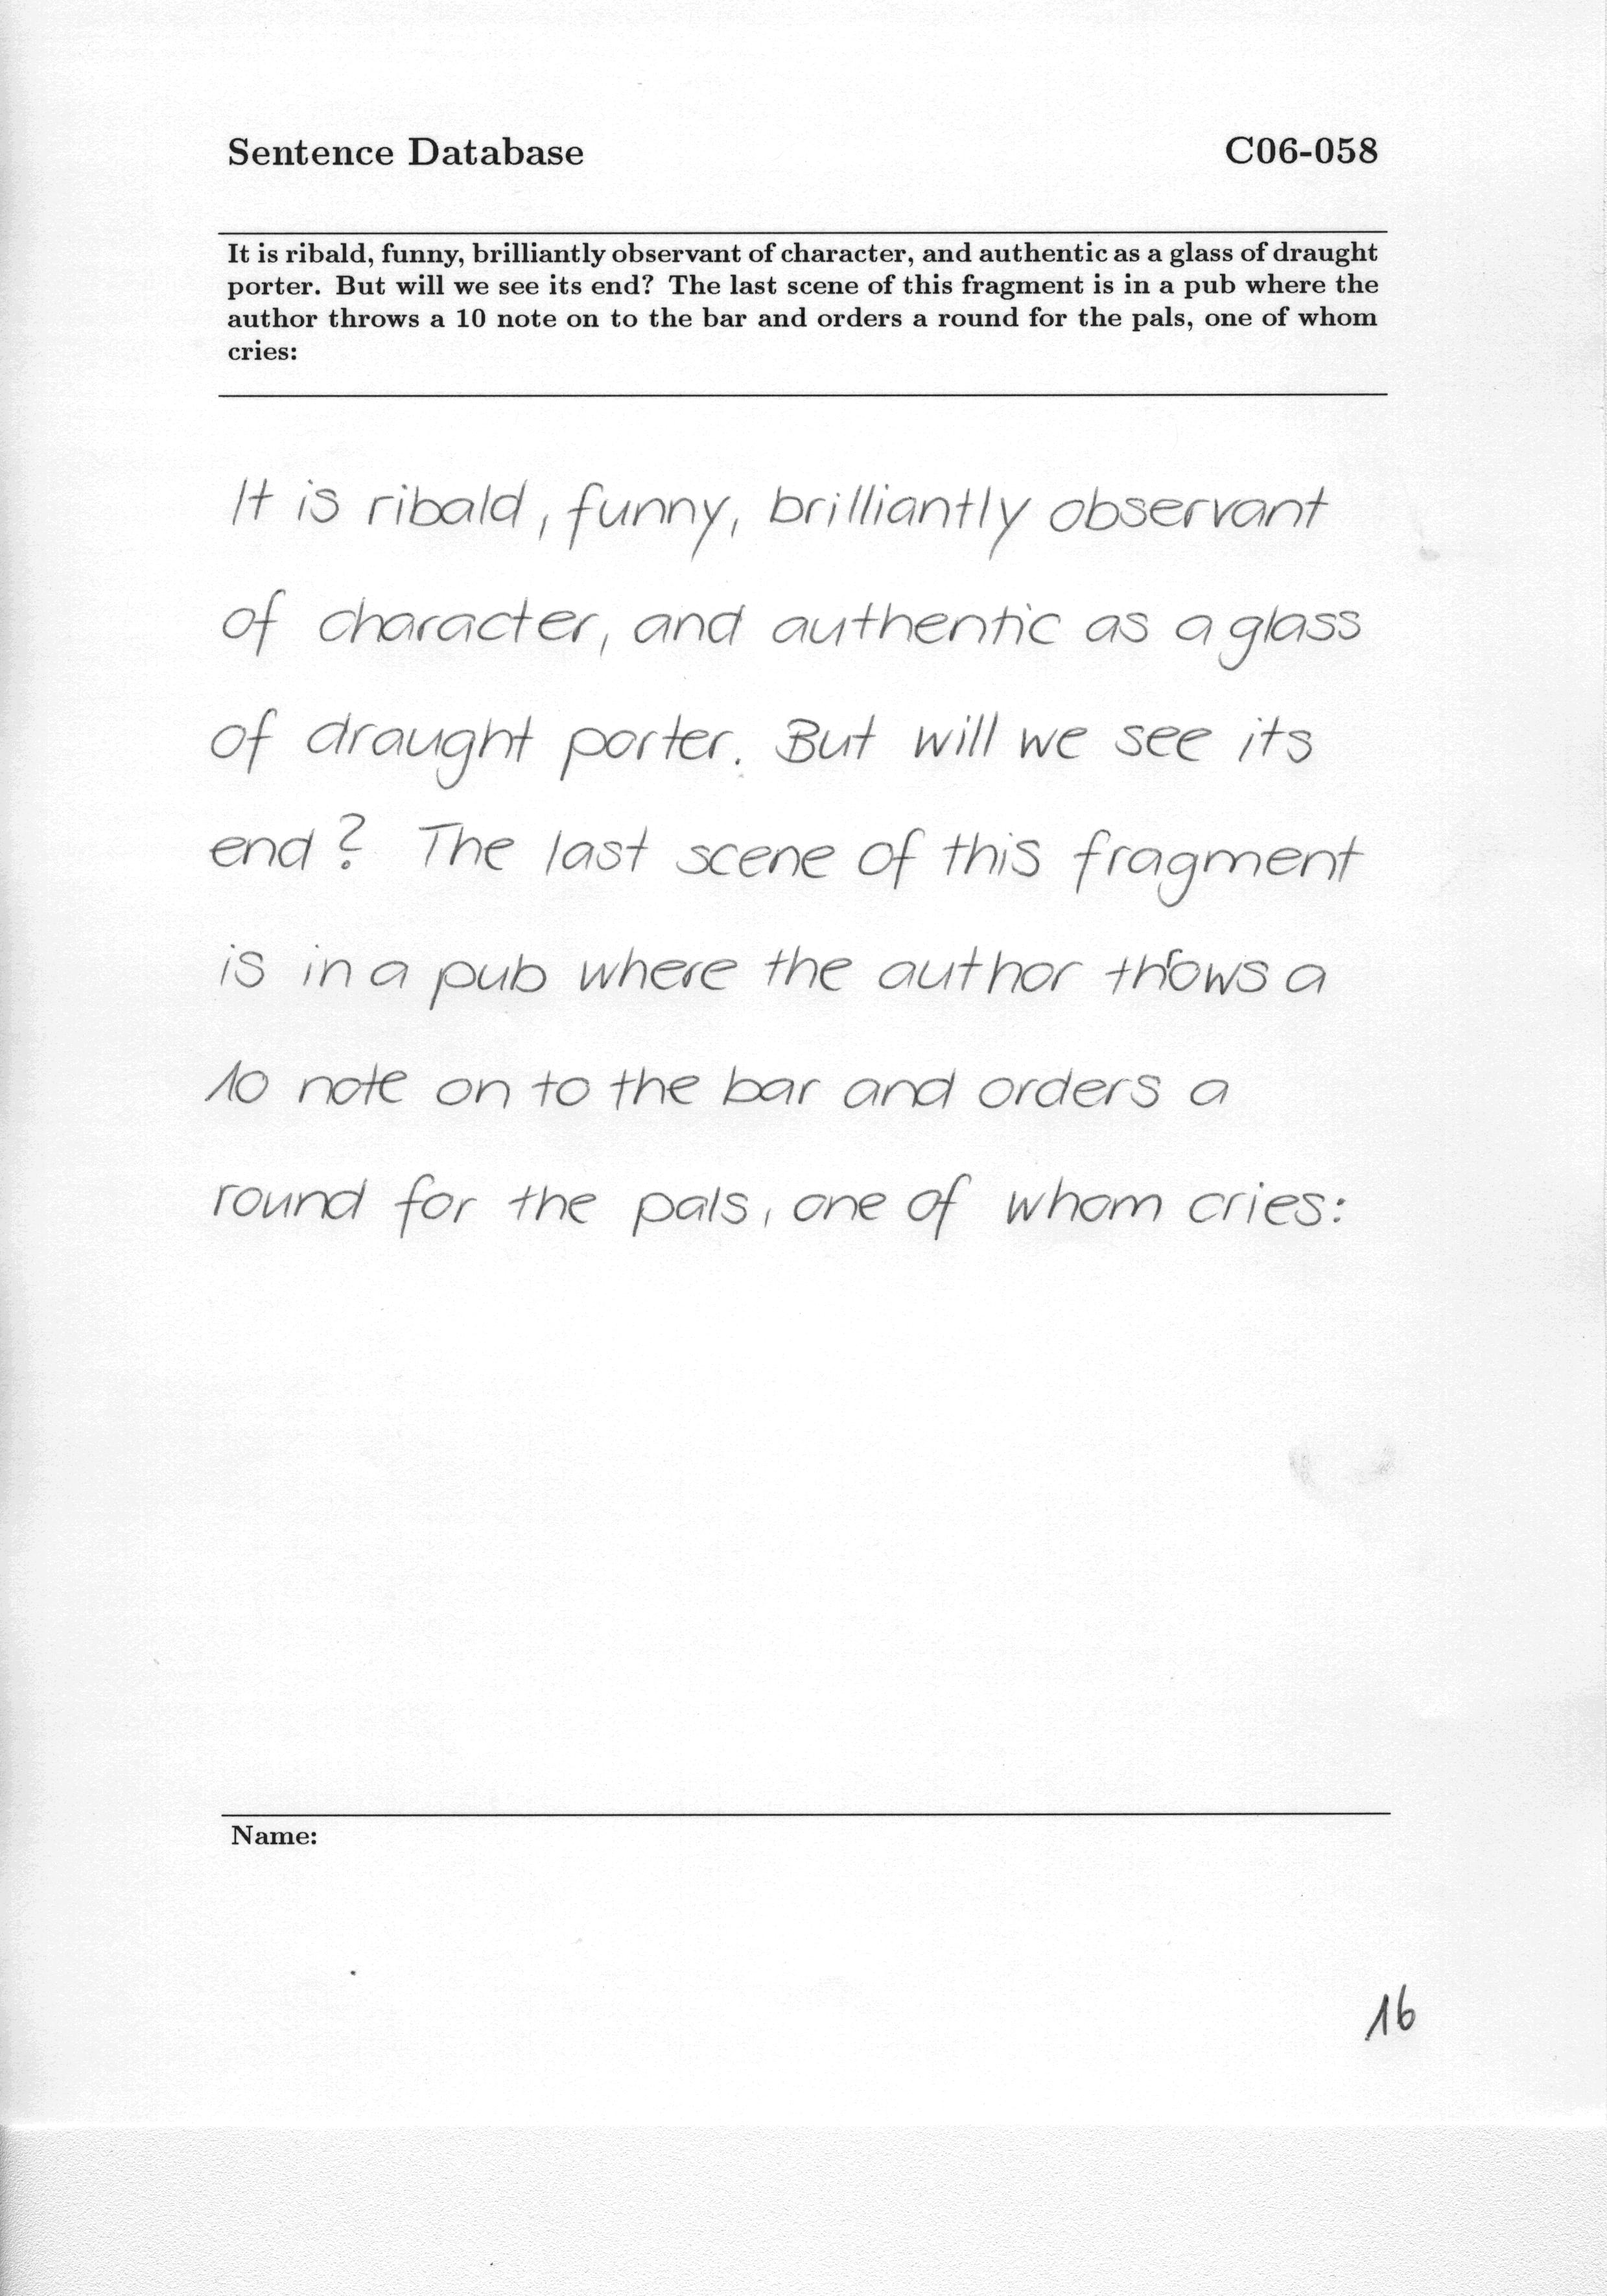 Sentence Database C06-058
It is ribald, funny, brilliantly observant of character, and authentic as a glass of draught
porter. But will we see its end? The last scene of this fragment is in a pub where the
author throws a 10 note on to the bar and orders a round for the pals, one of whom
cries:
It is ribald, funny, brilliantly observant
of character, and authentic as a glass
of draught porter. But will we see its
end? The last scene of this fragment
is in a pub where the author throws a
10 note on to the bar and orders a
round for the pals, one of whom cries:
Name:
16